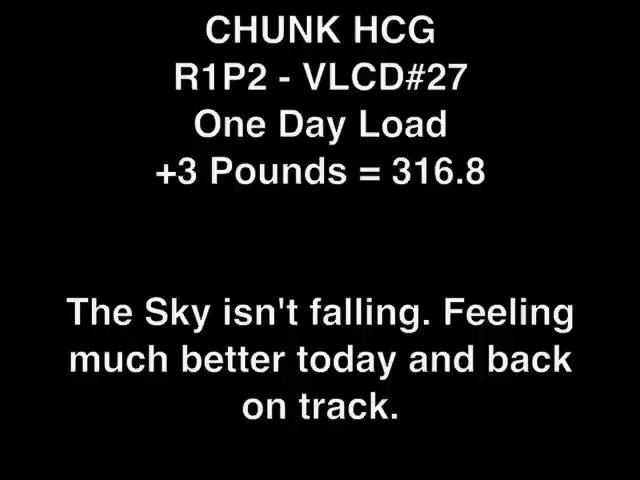 CHUNK HCG
R1P2 - VLCD#27
One Day Load
+3 Pounds = 316.8
The Sky isn't falling. Feeling
much better today and back
on track.